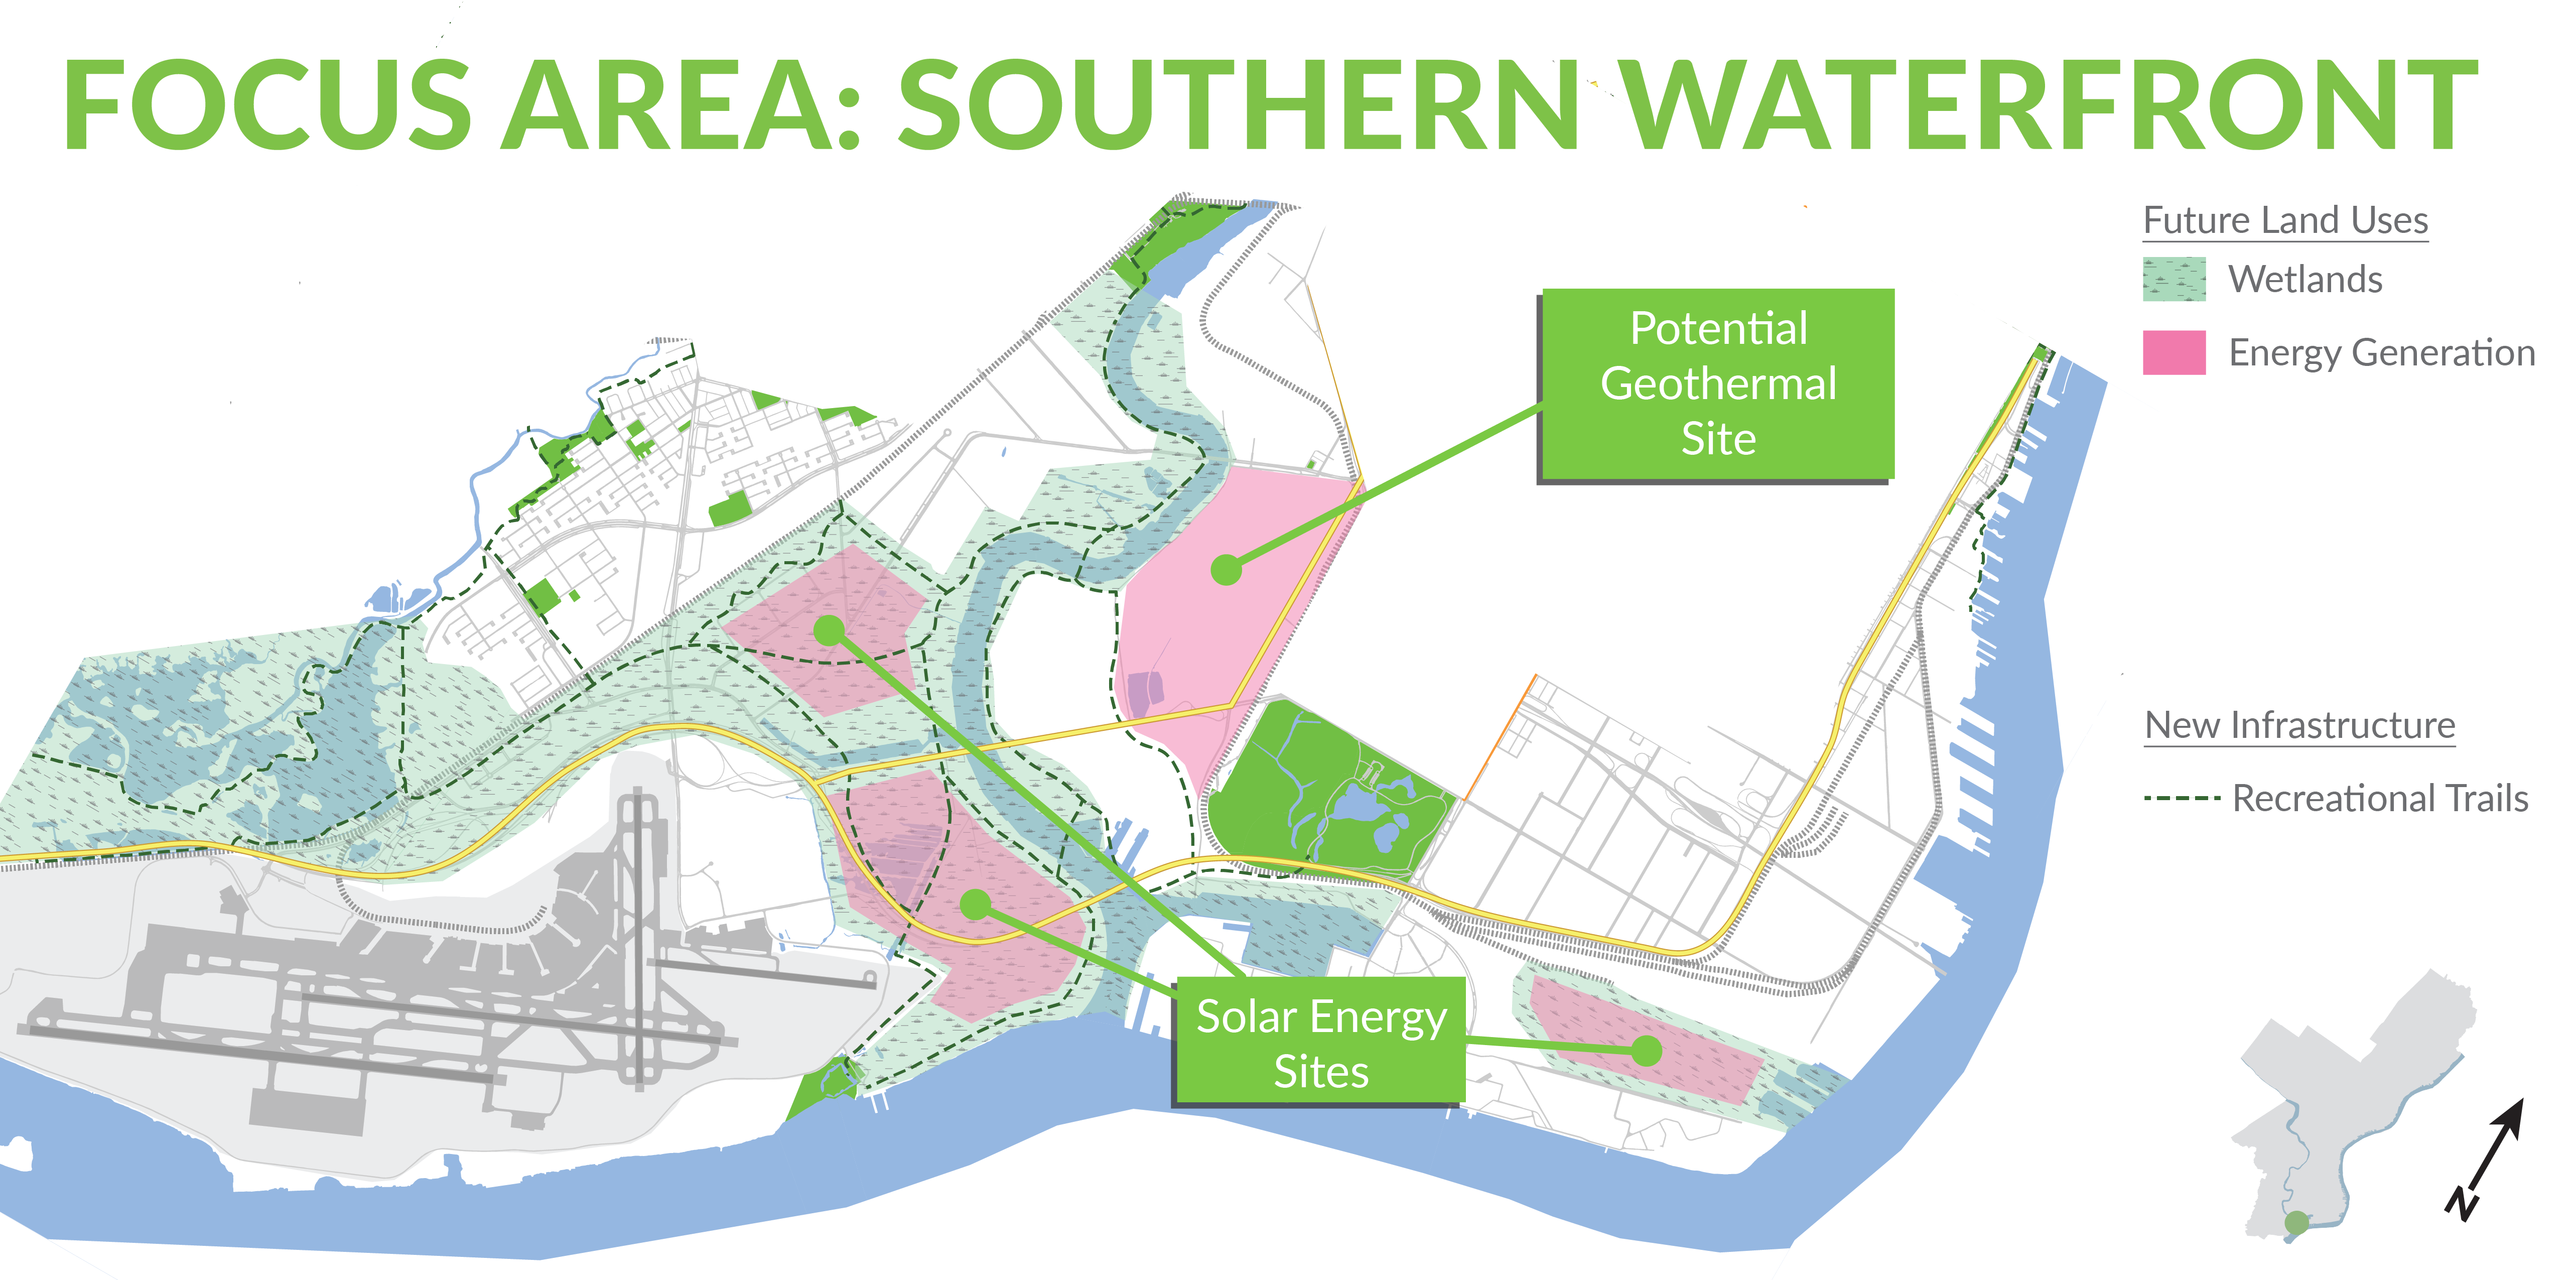 FOCUS AREA: SOUTHERN WATERFRONT
Future Land Uses
Wetlands
Energy Generation
Potential
Geothermal
Site
New Infrastructure
Recreational Trails
Solar Energy
Sites
N